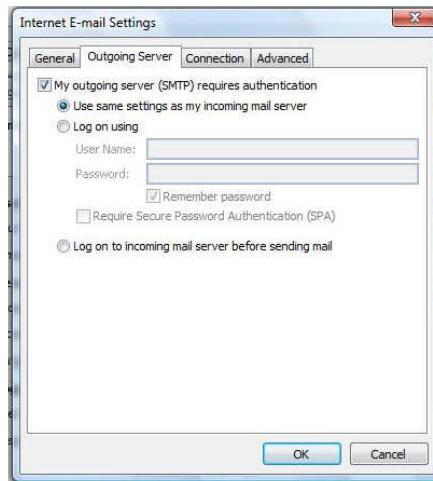 Internet E-mail Settings
General Outgoing Server Connection Advanced
My outgoing server (SMTP) requires authentication
Use same settings as my incoming mail server
Log on using
User Name:
Password:
Remember password
Require Secure Password Authentication (SPA)
Log on to incoming mail server before sending mail
OK Cancel